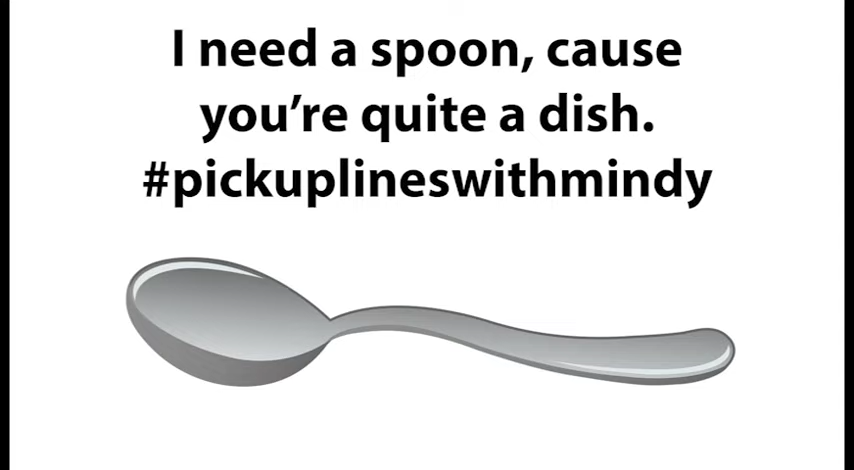 I need a spoon, cause
you’re quite a dish.
#pickuplineswithmindy